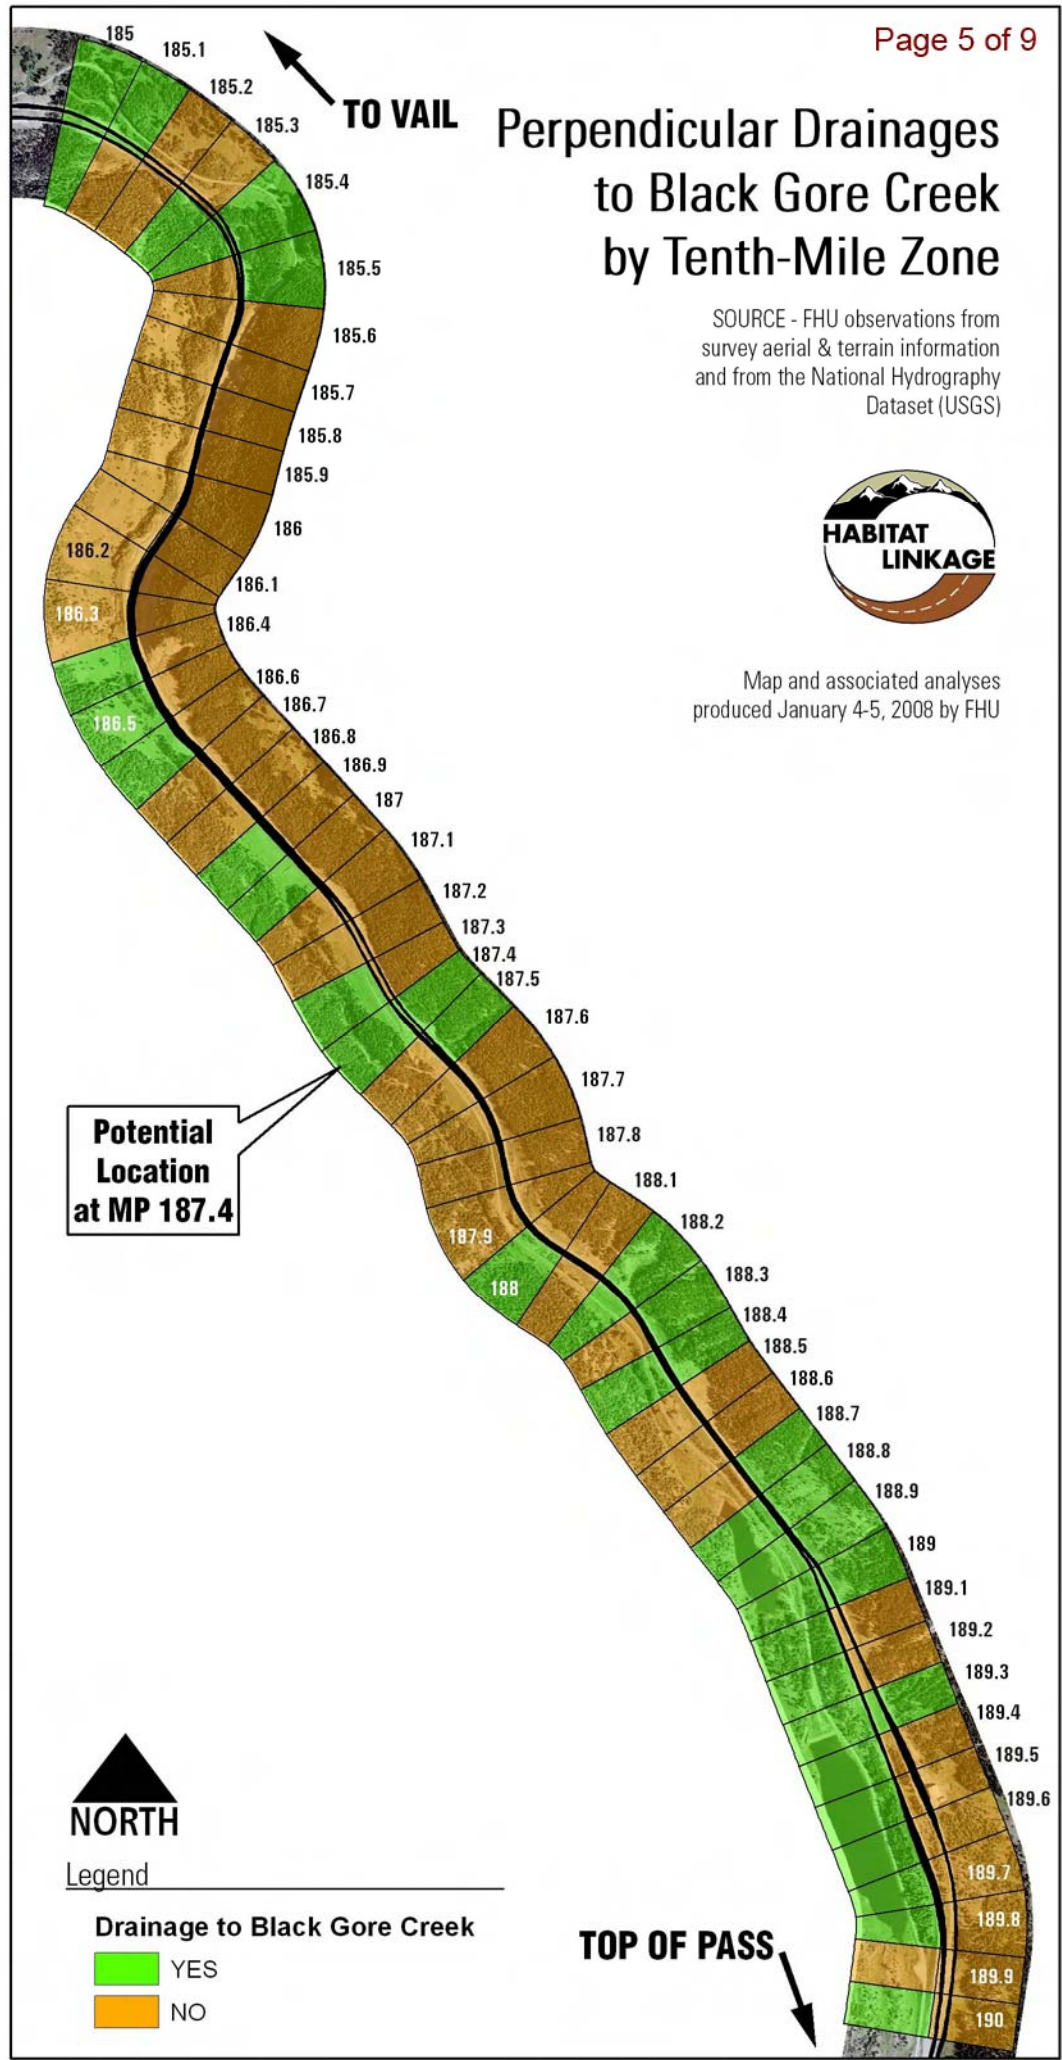 Page 5 of 9
Perpendicular Drainages
to Black Gore Creek
by Tenth-Mile Zone
SOURCE - FHU observations from
survey aerial & terrain information
and from the National Hydrography
Dataset (USGS)
HABITAT
LINKAGE
Map and associated analyses
produced January 4-5, 2008 by FHU
TO VAIL
185
185.1
185.2
185.3
185.4
185.5
185.6
185.7
185.8
185.9
186
186.1
186.2
186.3
186.4
186.5
186.6
186.7
186.8
186.9
187
187.1
187.2
187.3
187.4
187.5
187.6
187.7
187.8
187.9
188
188.1
188.2
188.3
188.4
188.5
188.6
188.7
188.8
188.9
189
189.1
189.2
189.3
189.4
189.5
189.6
189.7
189.8
189.9
190
Potential
Location
at MP 187.4
TOP OF PASS
NORTH
Legend
Drainage to Black Gore Creek
YES
NO